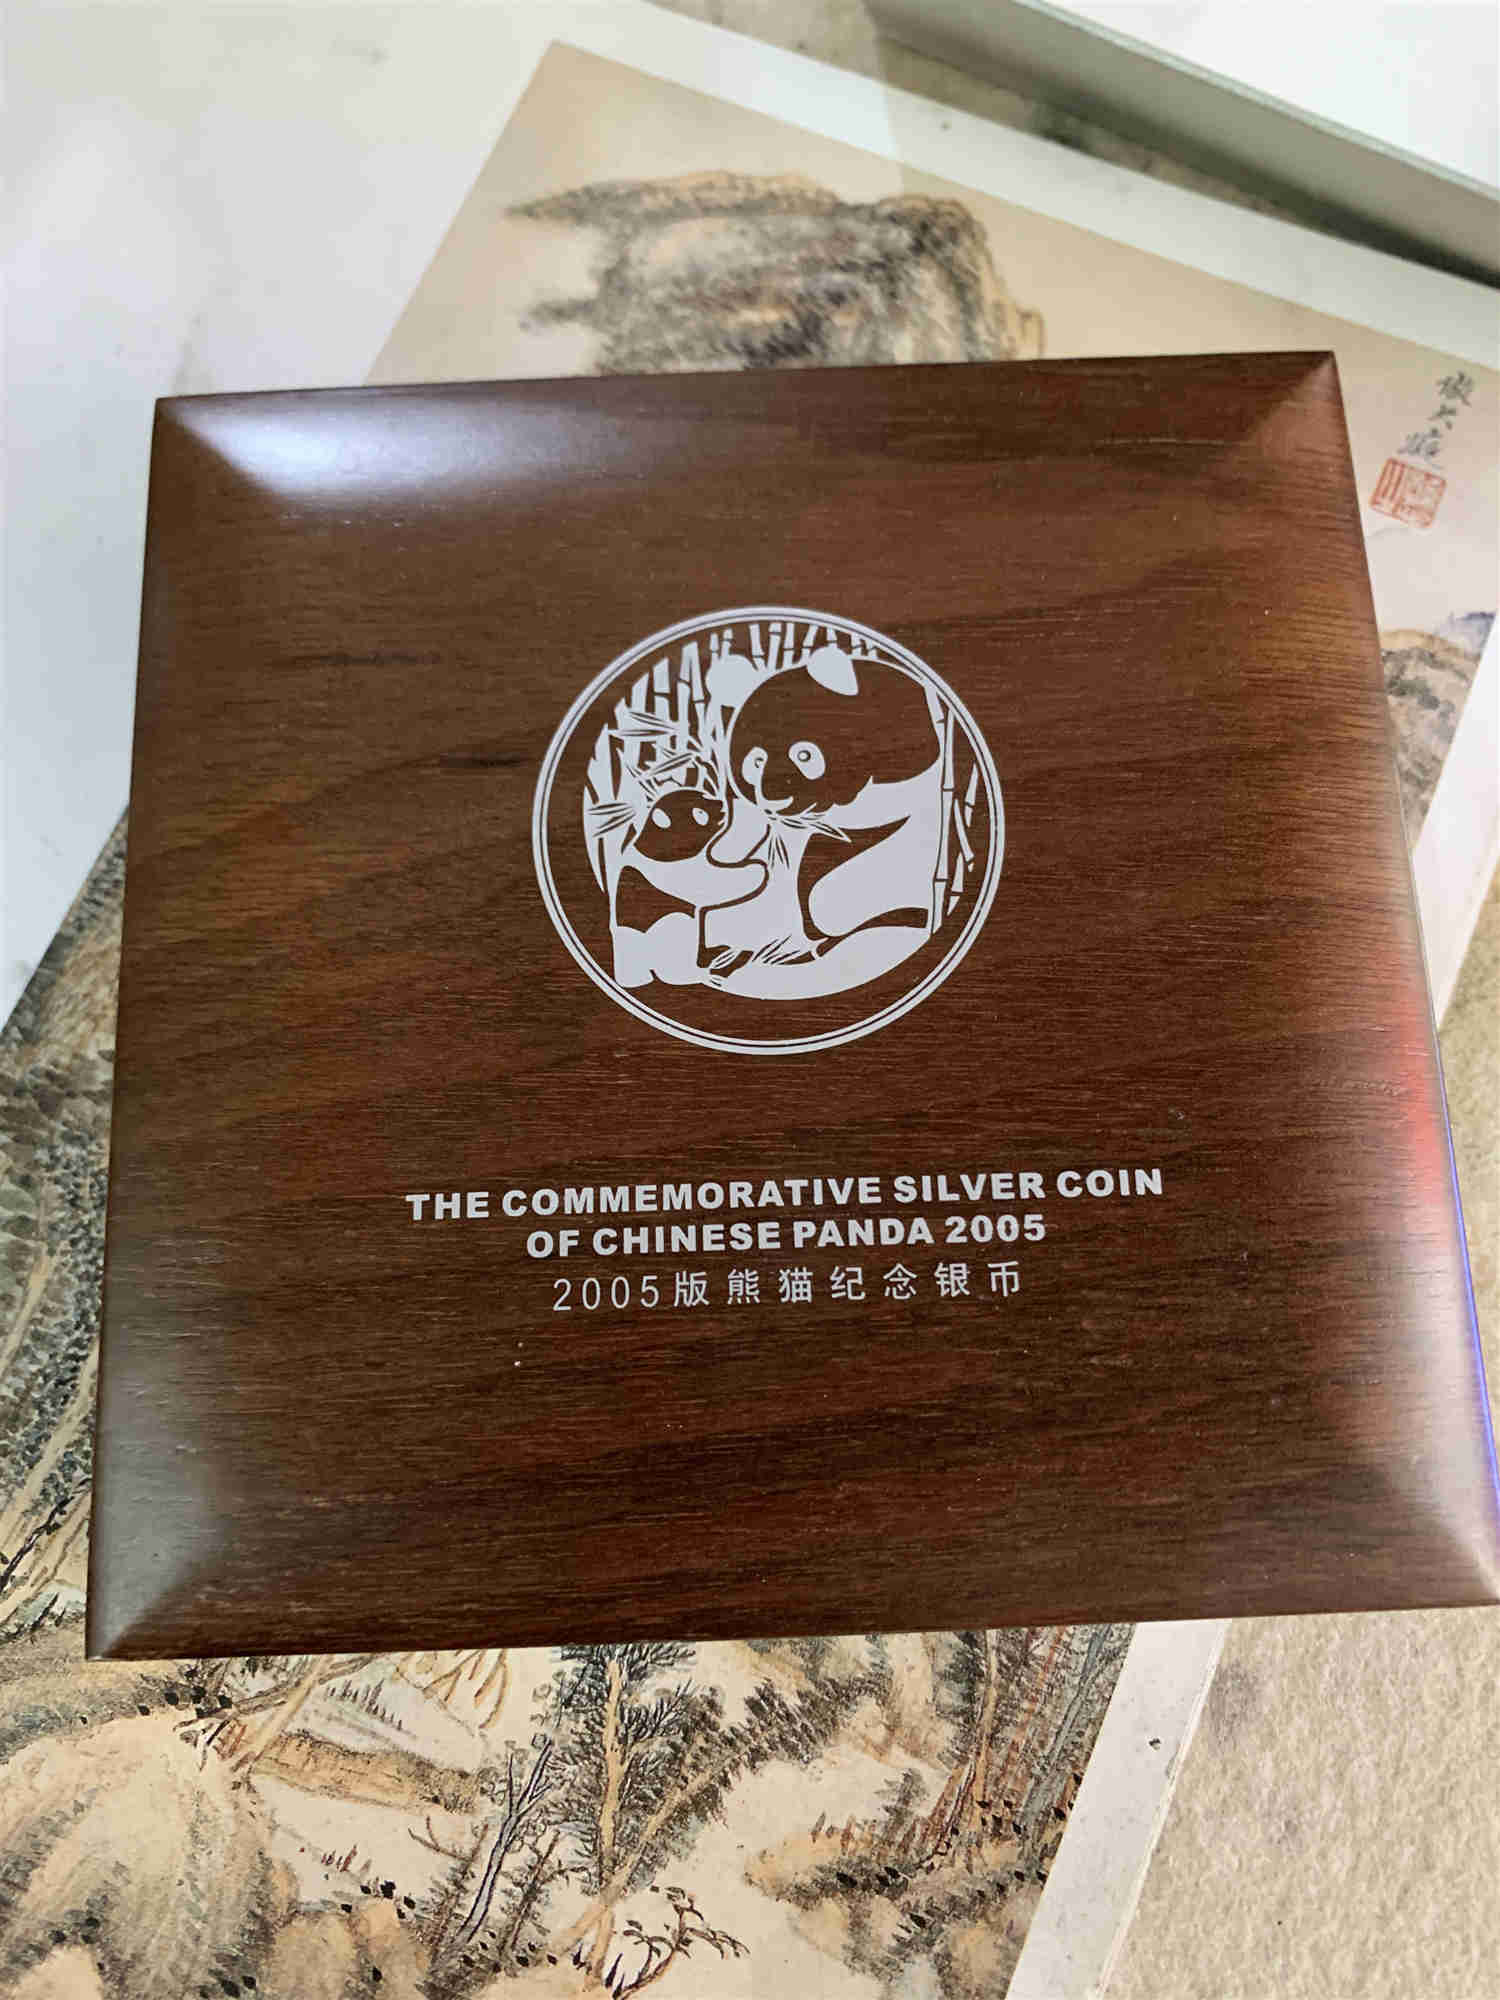 THE COMMEMORATIVE SILVER COIN
OF CHINESE PANDA 2005
2005版熊猫纪念银币